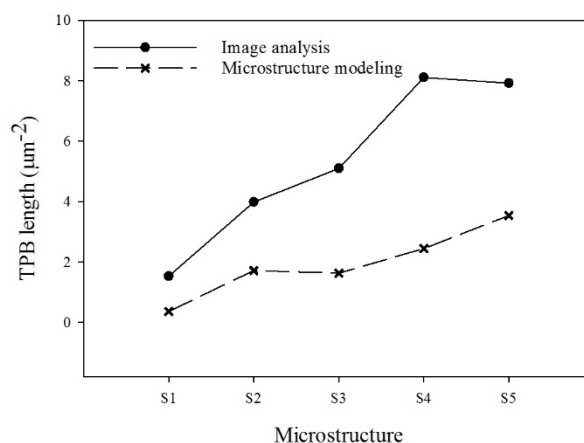 10
Image analysis
Microstructure modeling
8
6
4
2
0
TPB length (μm⁻²)
S1 S2 S3 S4 S5
Microstructure